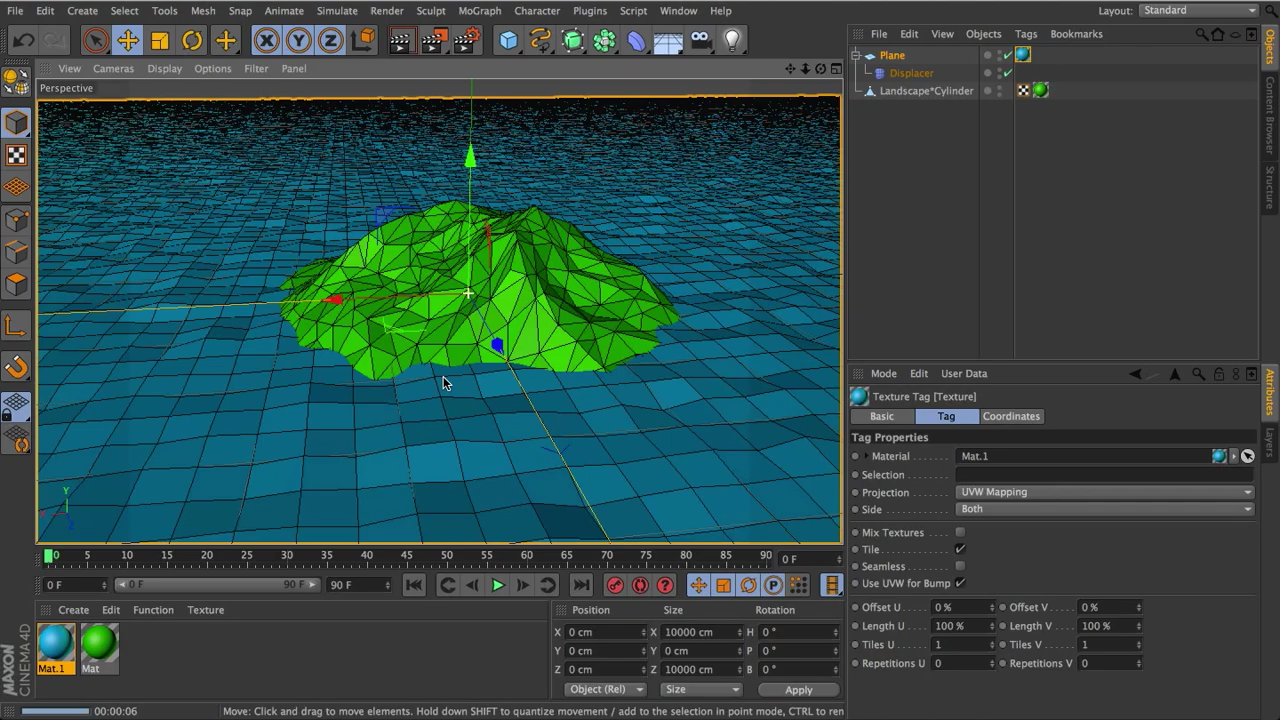 File Edit Create Select Tools Mesh Snap Animate Simulate Render Sculpt MoGraph Character Plugins Script Window Help
Layout: Standard
X Y Z
File Edit View Objects Tags Bookmarks
View Cameras Display Options Filter Panel
Perspective
Plane
Displacer
Landscape*Cylinder
Objects
Content Browser
Structure
Mode Edit User Data
Texture Tag [Texture]
Basic Tag Coordinates
Tag Properties
Material Mat.1
Selection
Projection UVW Mapping
Side Both
Mix Textures
Tile
Seamless
Use UVW for Bump
Offset U 0 % Offset V 0 %
Length U 100 % Length V 100 %
Tiles U 1 Tiles V 1
Repetitions U 0 Repetitions V 0
Attributes
Layers
Y
Z
0 5 10 15 20 25 30 35 40 45 50 55 60 65 70 75 80 85 90 0 F
0 F 0 F 90 F 90 F
P
Create Edit Function Texture
Mat.1 Mat
Position Size Rotation
X 0 cm X 10000 cm H 0 °
Y 0 cm Y 0 cm P 0 °
Z 0 cm Z 10000 cm B 0 °
Object (Rel) Size Apply
MAXON
CINEMA4D
00:00:06 Move: Click and drag to move elements. Hold down SHIFT to quantize movement / add to the selection in point mode, CTRL to ren